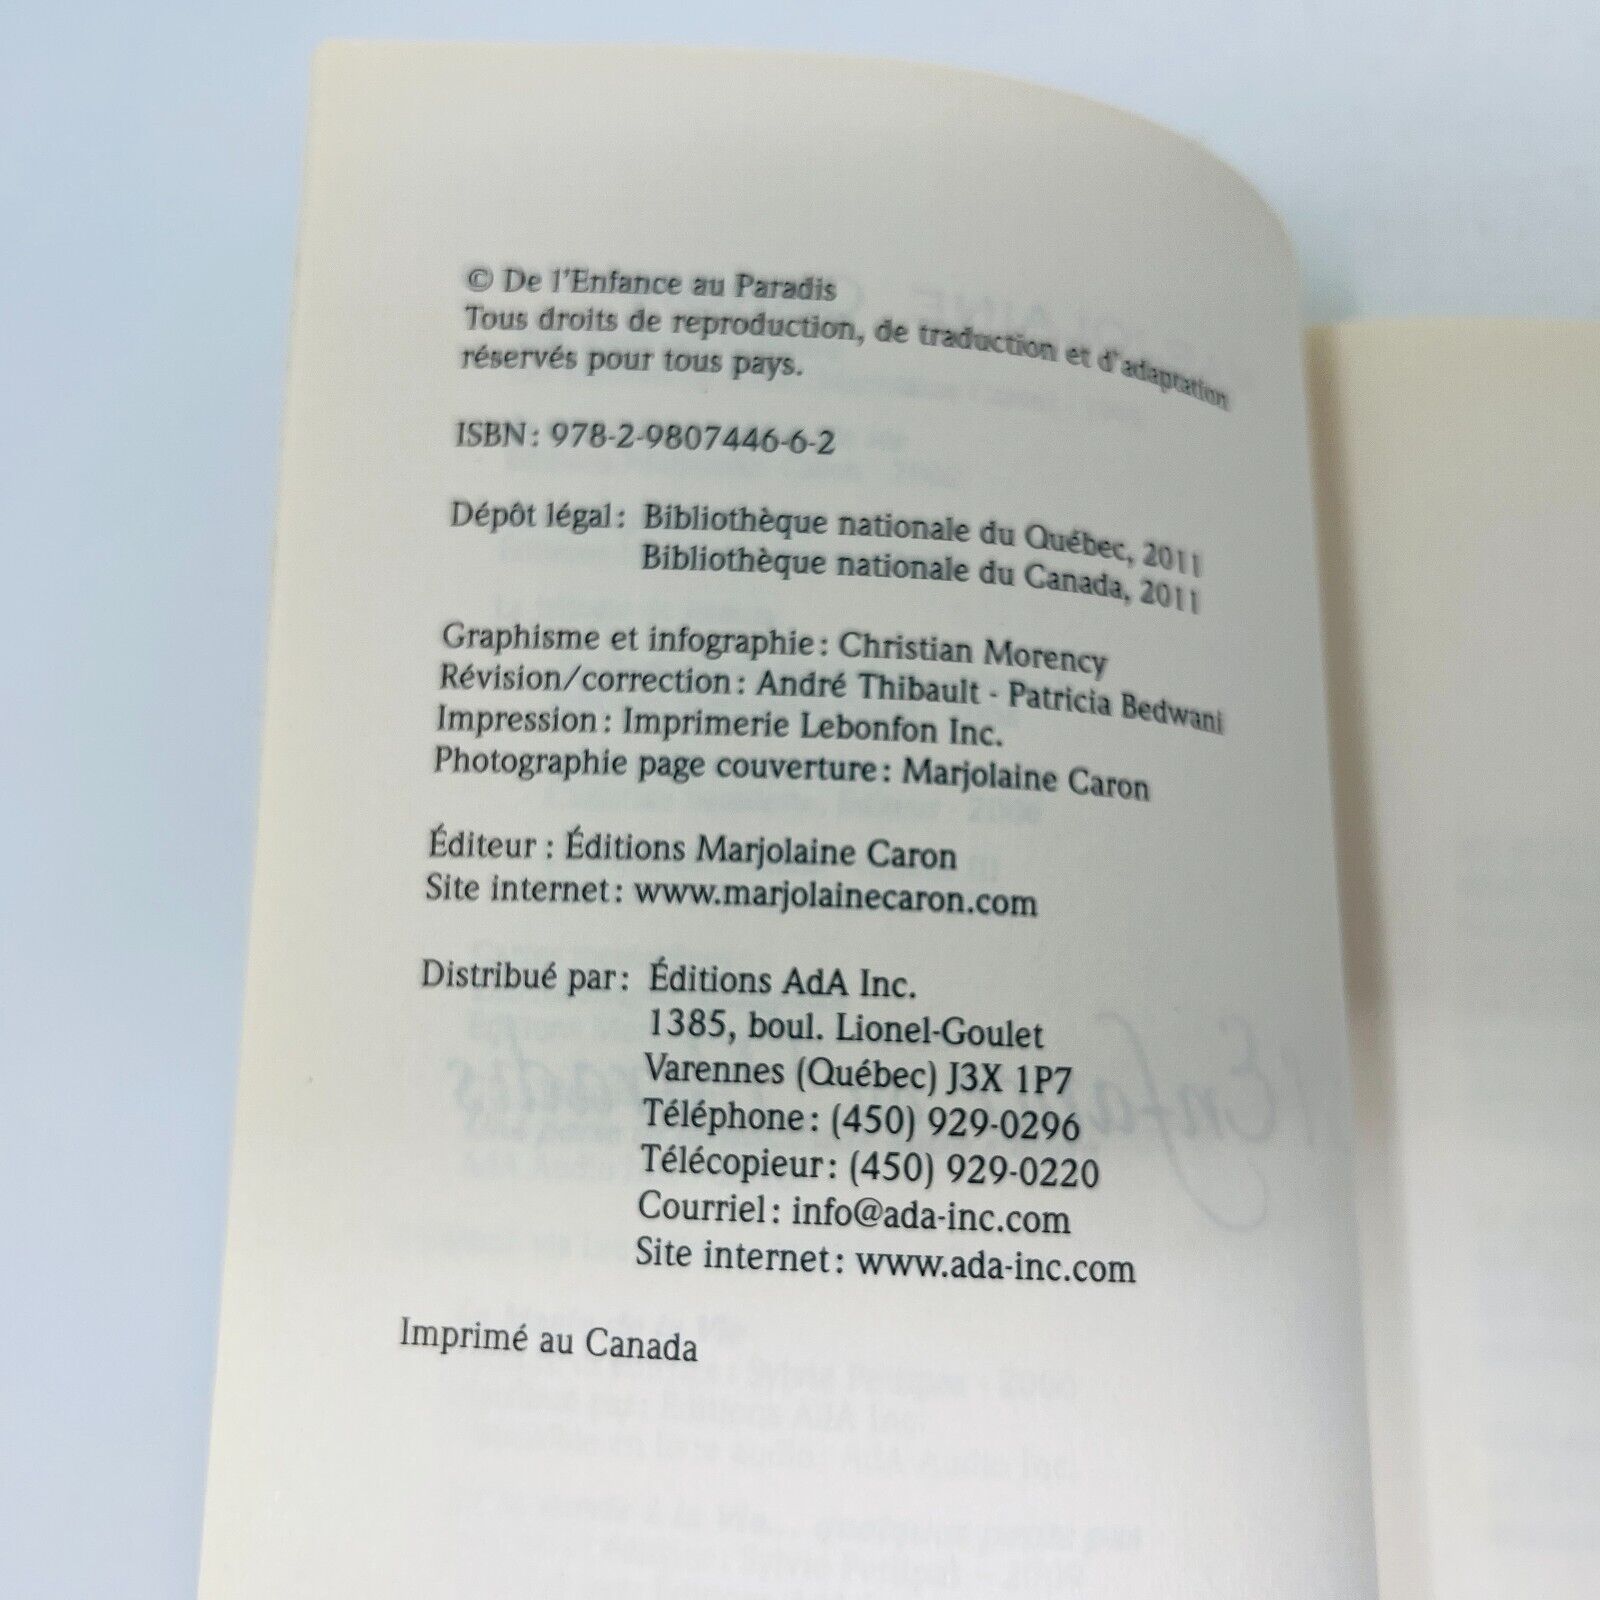 © De l'Enfance au Paradis
Tous droits de reproduction, de traduction et d'adaptation
réservés pour tous pays.
ISBN : 978-2-9807446-6-2
Dépôt légal : Bibliothèque nationale du Québec, 2011
Bibliothèque nationale du Canada, 2011
Graphisme et infographie : Christian Morency
Révision/correction : André Thibault - Patricia Bedwani
Impression : Imprimerie Lebonfon Inc.
Photographie page couverture : Marjolaine Caron
Éditeur : Éditions Marjolaine Caron
Site internet : www.marjolainecaron.com
Distribué par : Éditions AdA Inc.
1385, boul. Lionel-Goulet
Varennes (Québec) J3X 1P7
Téléphone : (450) 929-0296
Télécopieur : (450) 929-0220
Courriel : info@ada-inc.com
Site internet : www.ada-inc.com
Imprimé au Canada